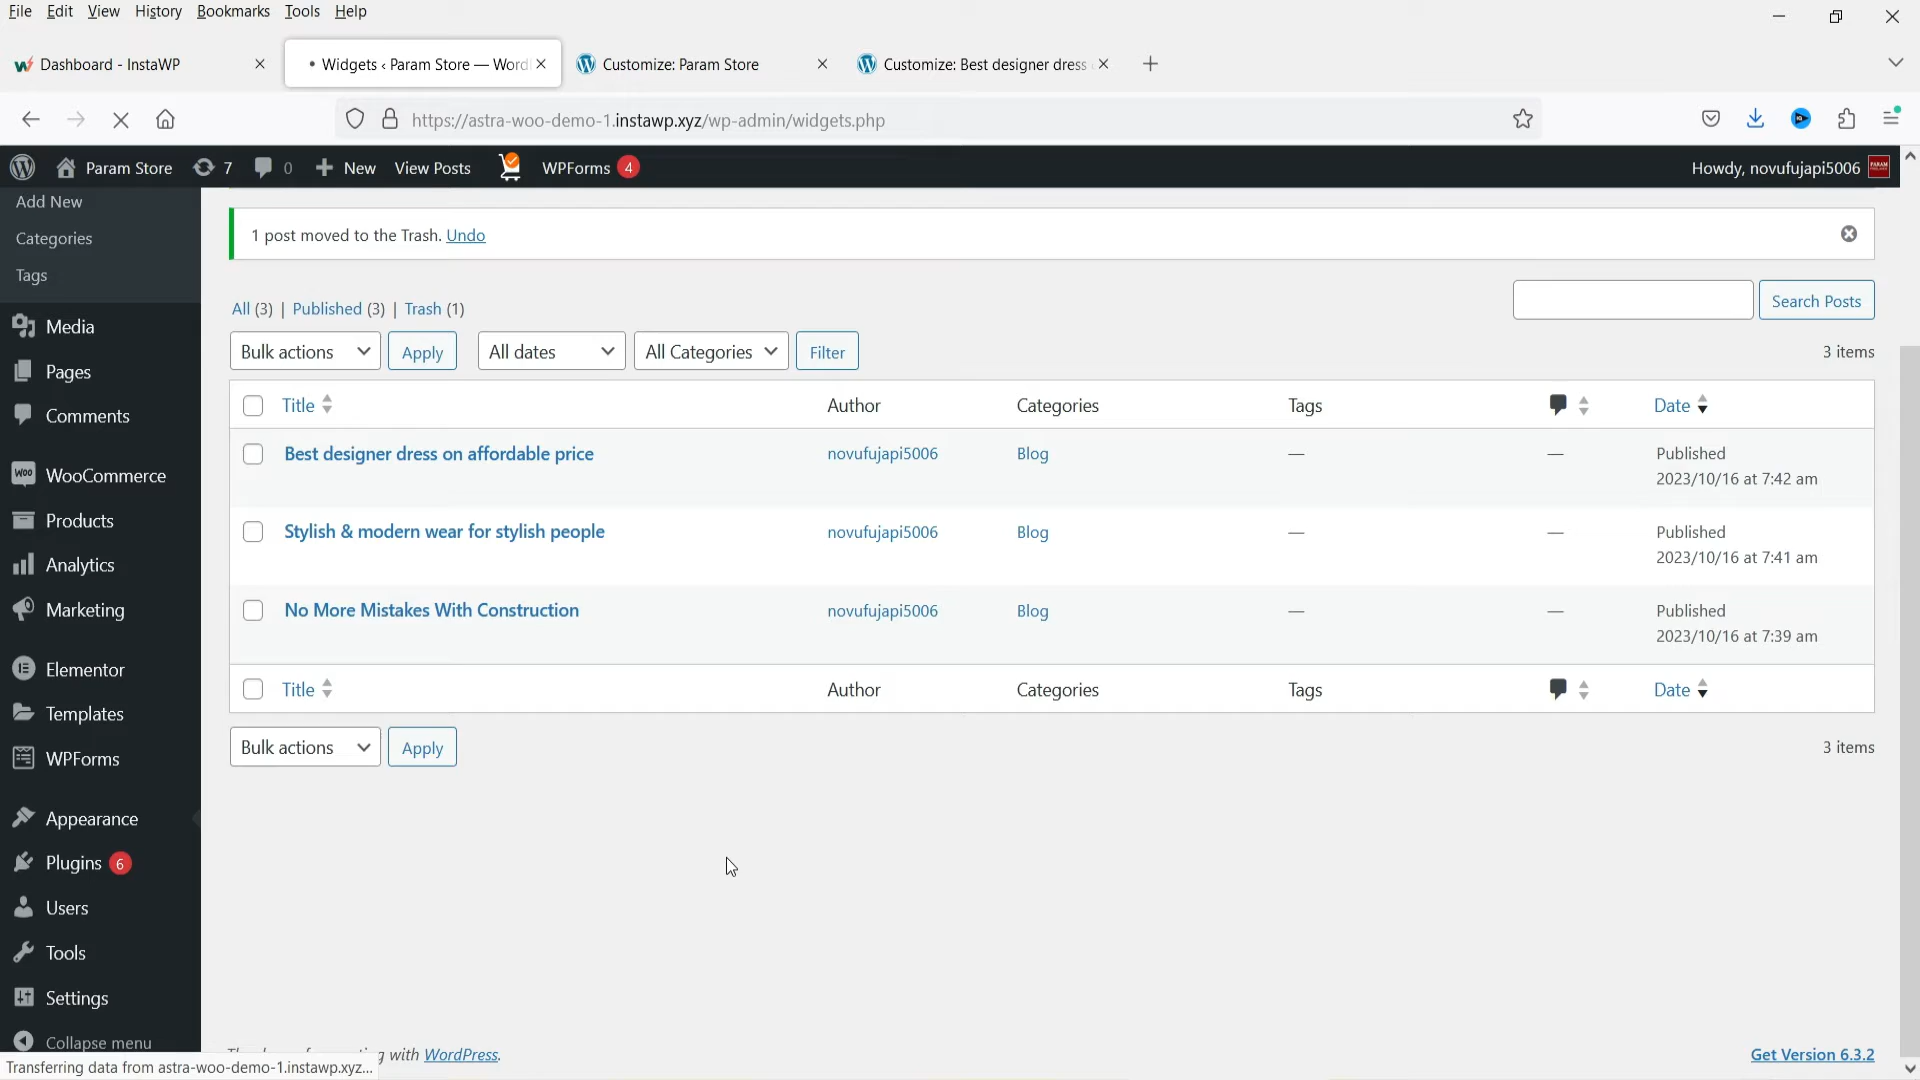 File Edit View History Bookmarks Tools Help
Dashboard - InstaWP
Widgets ‹ Param Store — Word
Customize: Param Store
Customize: Best designer dress
https://astra-woo-demo-1.instawp.xyz/wp-admin/widgets.php
Param Store 7 0 New View Posts WPForms 4
Howdy, novufujapi5006
Add New
Categories
Tags
Media
Pages
Comments
WooCommerce
Products
Analytics
Marketing
Elementor
Templates
WPForms
Appearance
Plugins 6
Users
Tools
Settings
Collapse menu
1 post moved to the Trash. Undo
All (3) | Published (3) | Trash (1)
Search Posts
Bulk actions Apply All dates All Categories Filter
3 items
Title Author Categories Tags Date
Best designer dress on affordable price novufujapi5006 Blog — — Published
2023/10/16 at 7:42 am
Stylish & modern wear for stylish people novufujapi5006 Blog — — Published
2023/10/16 at 7:41 am
No More Mistakes With Construction novufujapi5006 Blog — — Published
2023/10/16 at 7:39 am
Title Author Categories Tags Date
Bulk actions Apply
3 items
with WordPress.
Get Version 6.3.2
Transferring data from astra-woo-demo-1.instawp.xyz...